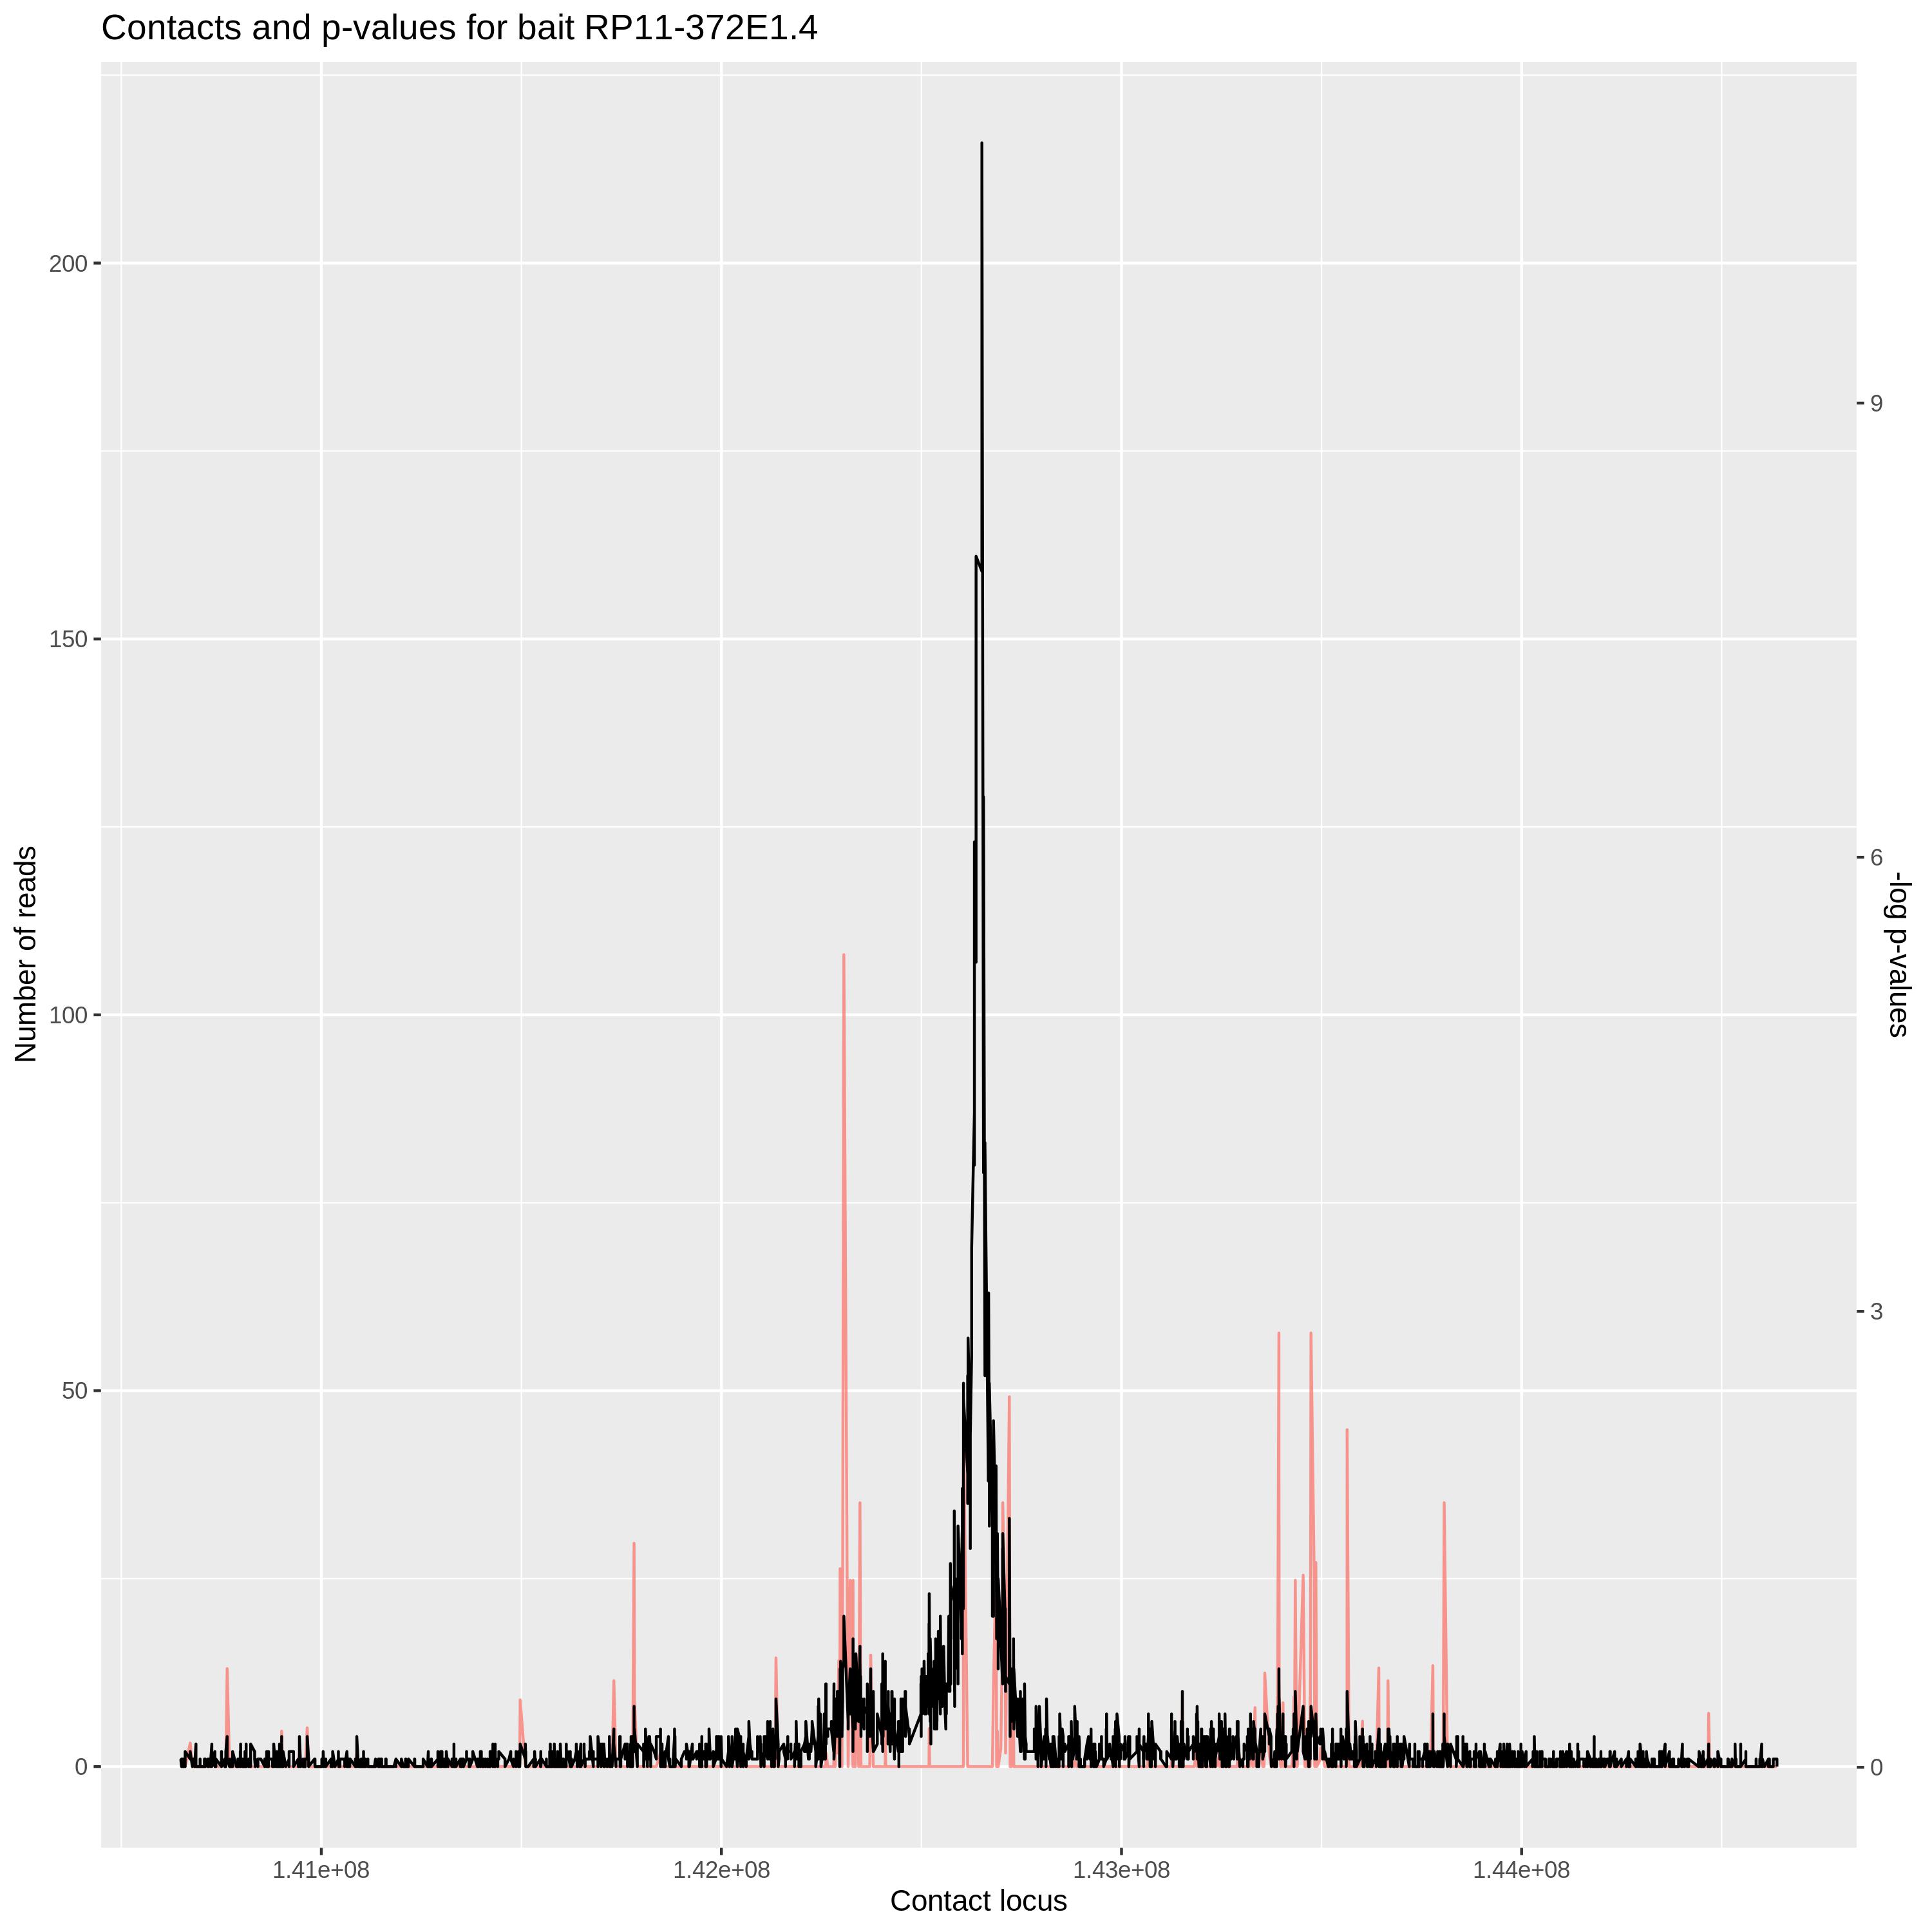 Contacts and p-values for bait RP11-372E1.4
200
150
100
50
0
Number of reads
9
6
3
0
-log p-values
1.41e+08
1.42e+08
1.43e+08
1.44e+08
Contact locus